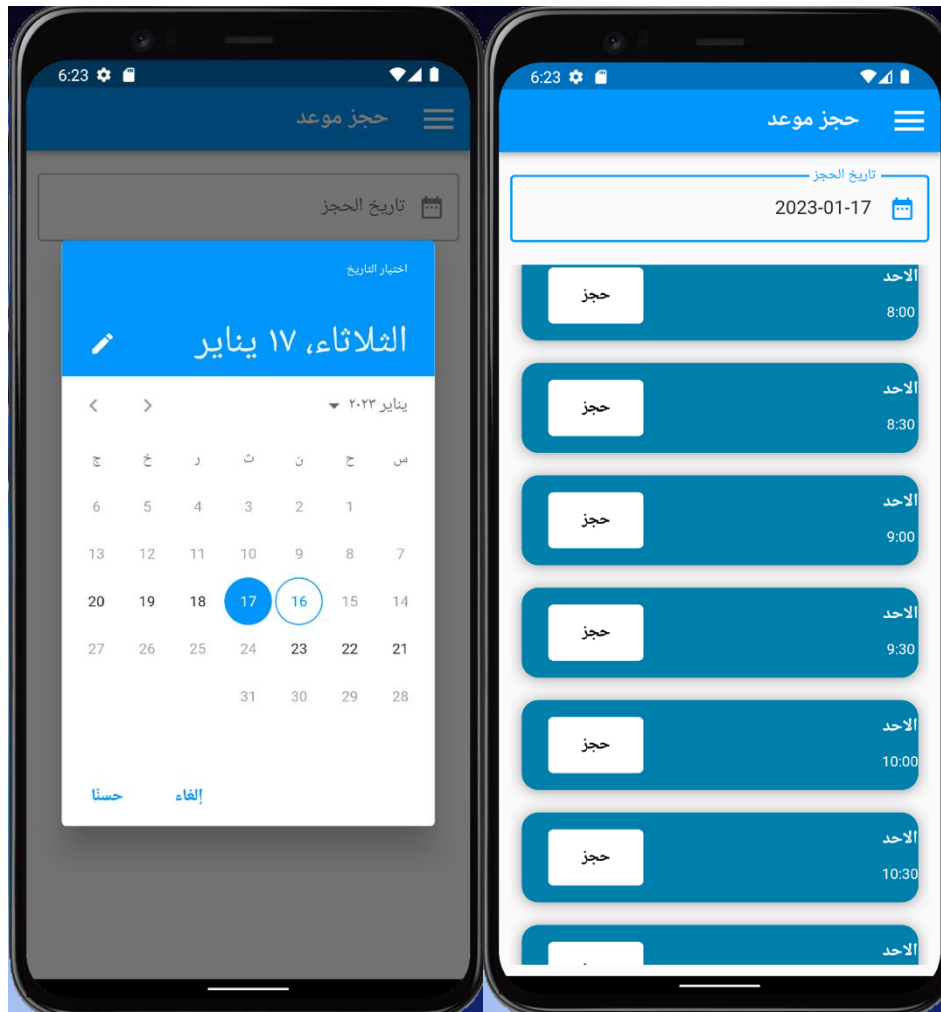 6:23
حجز موعد
تاريخ الحجز
اختيار التاريخ
الثلاثاء، ١٧ يناير
يناير ٢٠٢٣
س ح ن ث ر خ ج
1 2 3 4 5 6
7 8 9 10 11 12 13
14 15 16 17 18 19 20
21 22 23 24 25 26 27
28 29 30 31
إلغاء حسنًا
6:23
حجز موعد
تاريخ الحجز
2023-01-17
الاحد
8:00
حجز
الاحد
8:30
حجز
الاحد
9:00
حجز
الاحد
9:30
حجز
الاحد
10:00
حجز
الاحد
10:30
حجز
الاحد